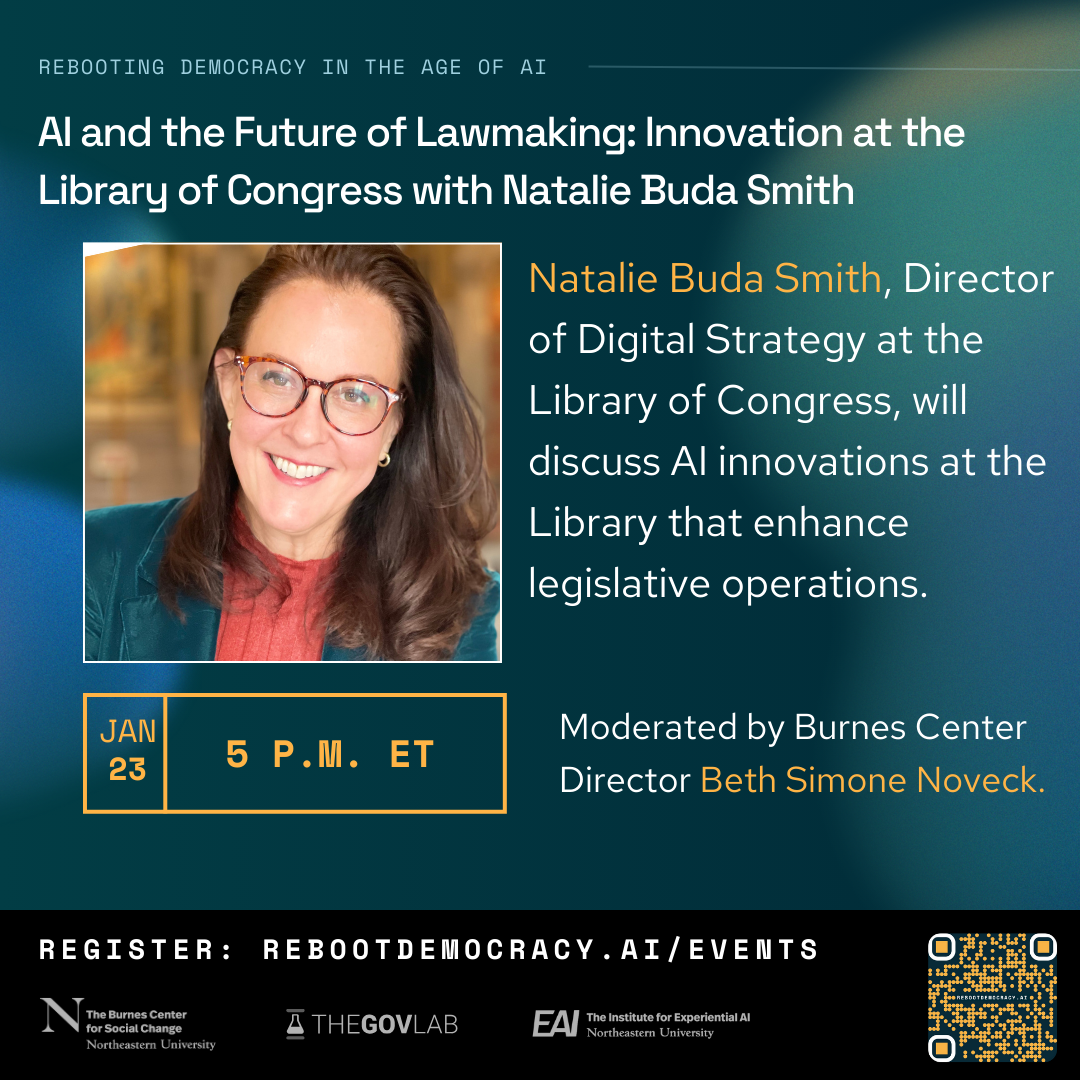 REBOOTING DEMOCRACY IN THE AGE OF AI
AI and the Future of Lawmaking: Innovation at the
Library of Congress with Natalie Buda Smith
Natalie Buda Smith, Director
of Digital Strategy at the
Library of Congress, will
discuss AI innovations at the
Library that enhance
legislative operations.
JAN
23
5 P.M. ET
Moderated by Burnes Center
Director Beth Simone Noveck.
REGISTER: REBOOTDEMOCRACY.AI/EVENTS
N
The Burnes Center
for Social Change
Northeastern University
THEGOVLAB
EAI
The Institute for Experiential AI
Northeastern University
REBOOTDEMOCRACY.AI